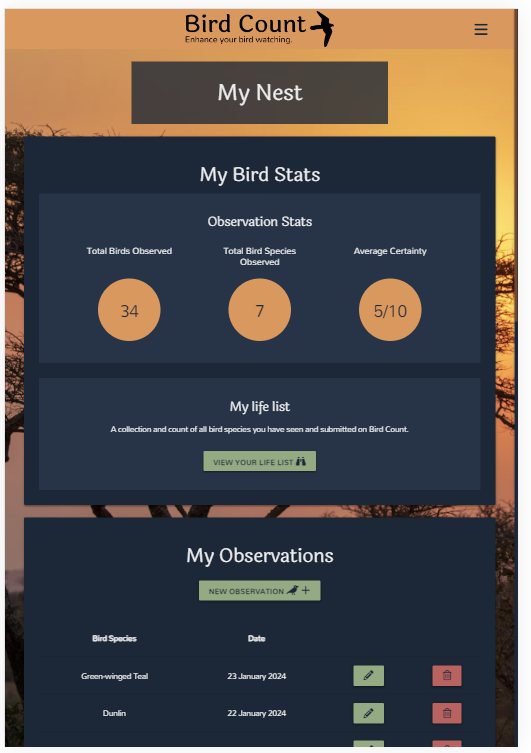 Bird Count
Enhance your bird watching.
My Nest
My Bird Stats
Observation Stats
Total Birds Observed
Total Bird Species
Observed
Average Certainty
34
7
5/10
My life list
A collection and count of all bird species you have seen and submitted on Bird Count.
VIEW YOUR LIFE LIST
My Observations
NEW OBSERVATION
Bird Species Date
Green-winged Teal 23 January 2024
Dunlin 22 January 2024